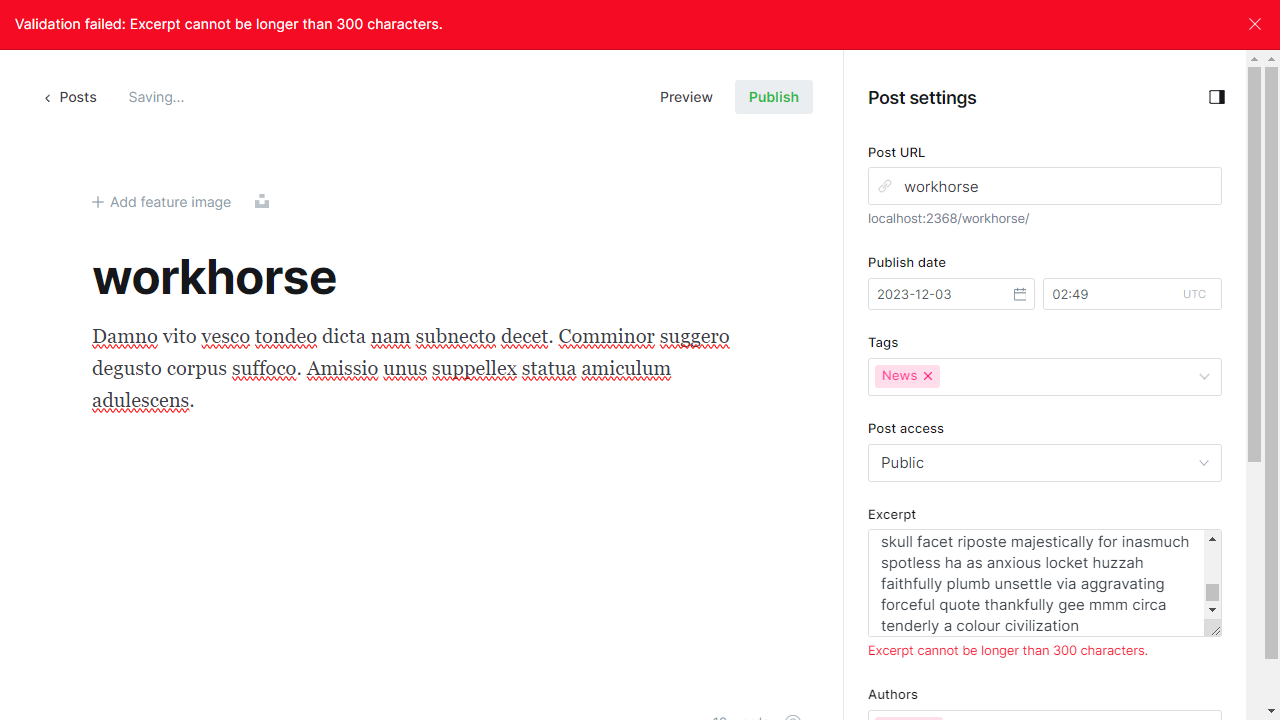 Validation failed: Excerpt cannot be longer than 300 characters.
Posts
Saving...
Preview
Publish
Post settings
Post URL
workhorse
localhost:2368/workhorse/
Add feature image
workhorse
Damno vito vesco tondeo dicta nam subnecto decet. Comminor suggero
degusto corpus suffoco. Amissio unus suppellex statua amiculum
adulescens.
Publish date
2023-12-03
02:49
UTC
Tags
News
Post access
Public
Excerpt
skull facet riposte majestically for inasmuch
spotless ha as anxious locket huzzah
faithfully plumb unsettle via aggravating
forceful quote thankfully gee mmm circa
tenderly a colour civilization
Excerpt cannot be longer than 300 characters.
Authors